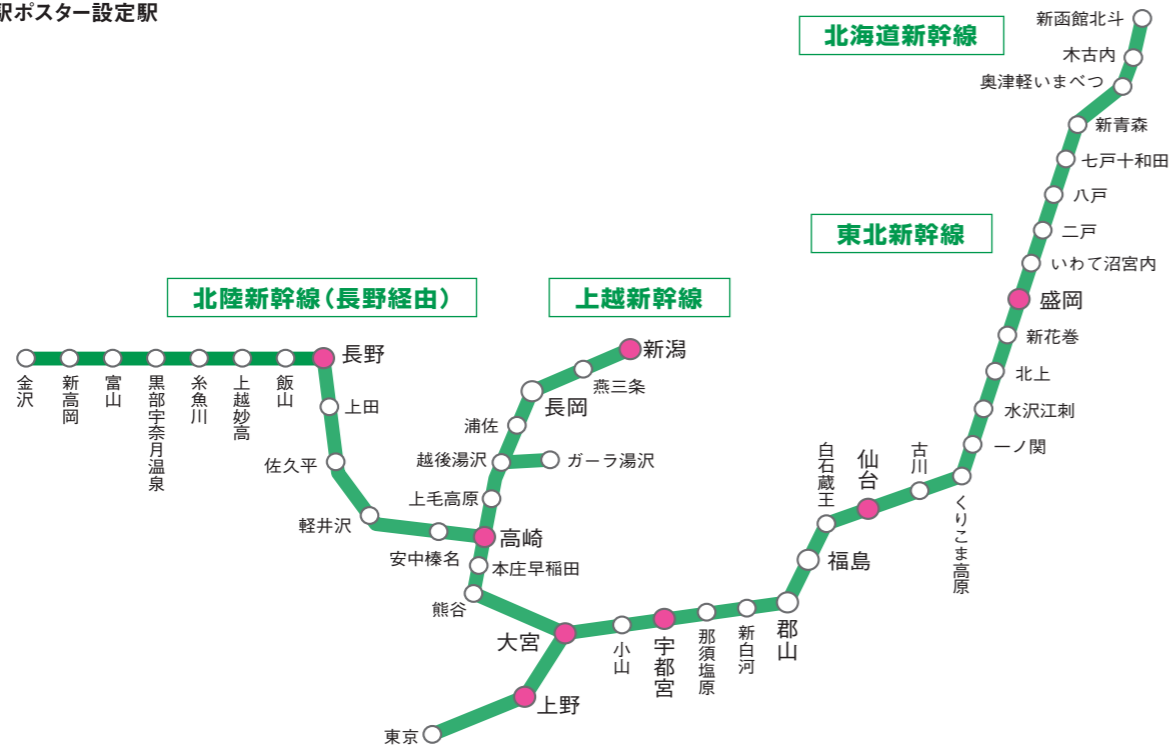 駅ポスター設定駅
北海道新幹線
新函館北斗
木古内
奥津軽いまべつ
新青森
七戸十和田
八戸
東北新幹線
二戸
いわて沼宮内
盛岡
新花巻
北上
水沢江刺
一ノ関
くりこま高原
古川
仙台
白石蔵王
福島
郡山
新白河
那須塩原
宇都宮
小山
大宮
上野
東京
北陸新幹線（長野経由）
金沢
新高岡
富山
黒部宇奈月温泉
糸魚川
上越妙高
飯山
長野
上田
佐久平
軽井沢
安中榛名
上越新幹線
新潟
燕三条
長岡
浦佐
越後湯沢
ガーラ湯沢
上毛高原
高崎
本庄早稲田
熊谷